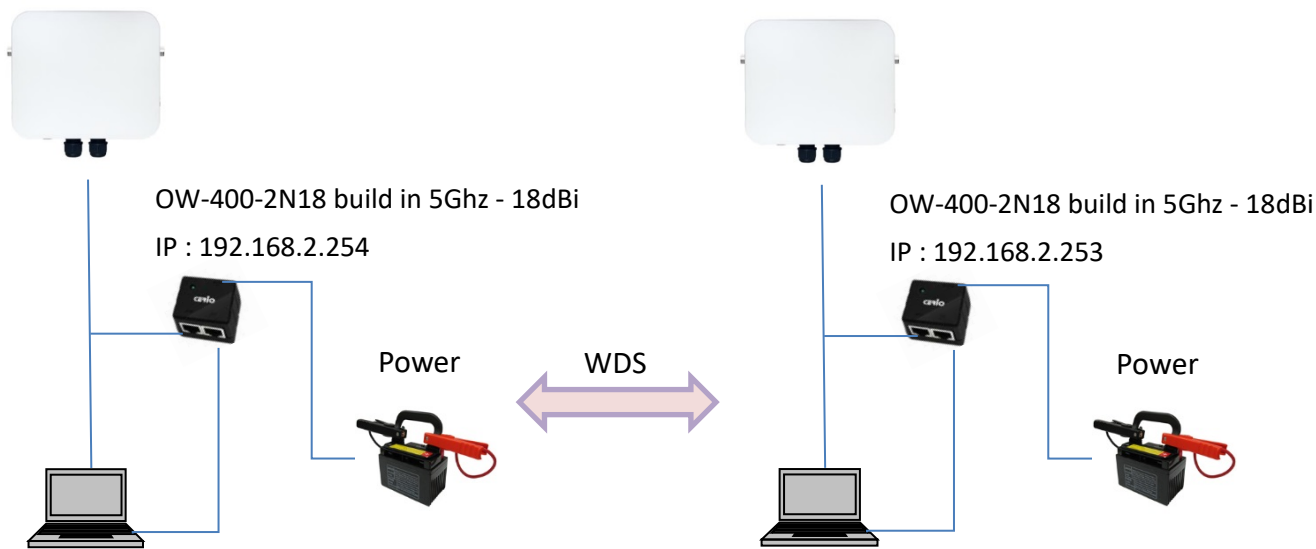 OW-400-2N18 build in 5Ghz - 18dBi
IP : 192.168.2.254
Power
WDS
OW-400-2N18 build in 5Ghz - 18dBi
IP : 192.168.2.253
Power